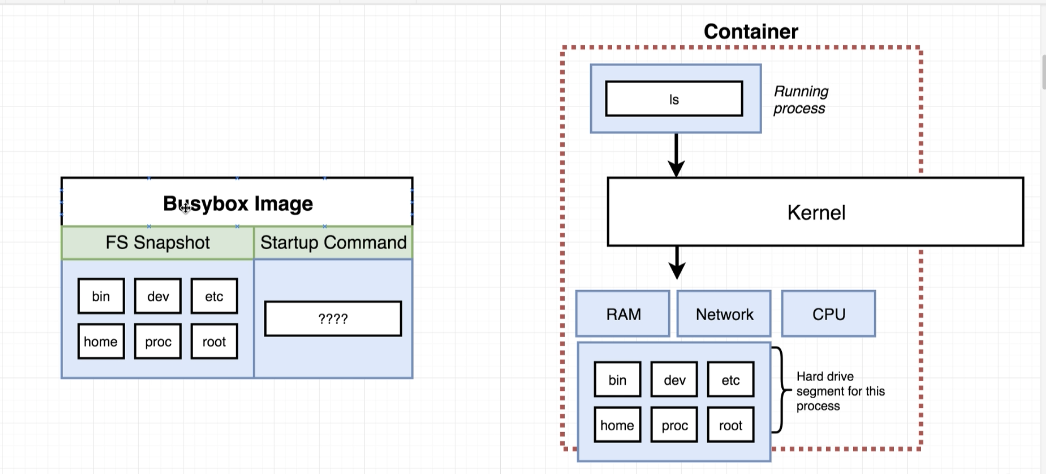 Container
ls
Running
process
Busybox Image
Kernel
FS Snapshot
Startup Command
bin
dev
etc
home
proc
root
????
RAM
Network
CPU
bin
dev
etc
home
proc
root
Hard drive
segment for this
process